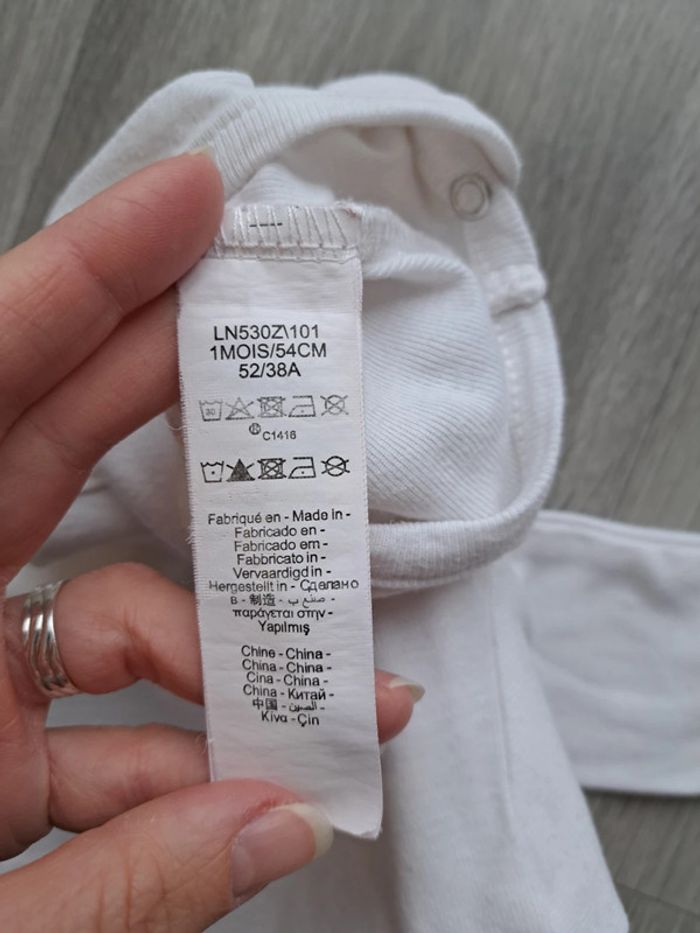 LN530Z\101
1MOIS/54CM
52/38A
30
® C1416
Fabriqué en - Made in -
Fabricado en -
Fabricado em -
Fabbricato in -
Vervaardigd in -
Hergestellt in - Сделано
в - 制造 - صنع ب -
παράγεται στην -
Yapılmış
Chine - China -
China - China -
Cina - China -
China - Китай -
中国 - الصين -
Κίνα - Çin